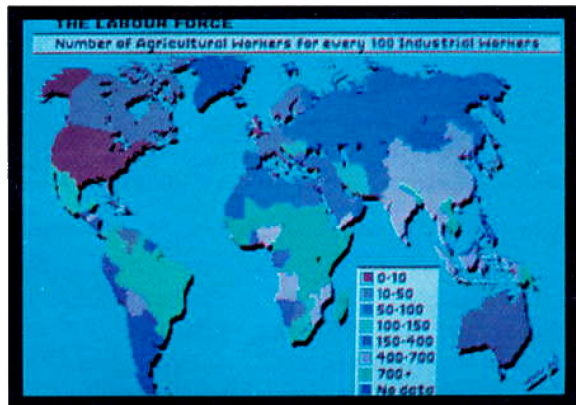 THE LABOUR FORCE
Number of Agricultural Workers for every 100 Industrial Workers
0-10
10-50
50-100
100-150
150-400
400-700
700+
No data